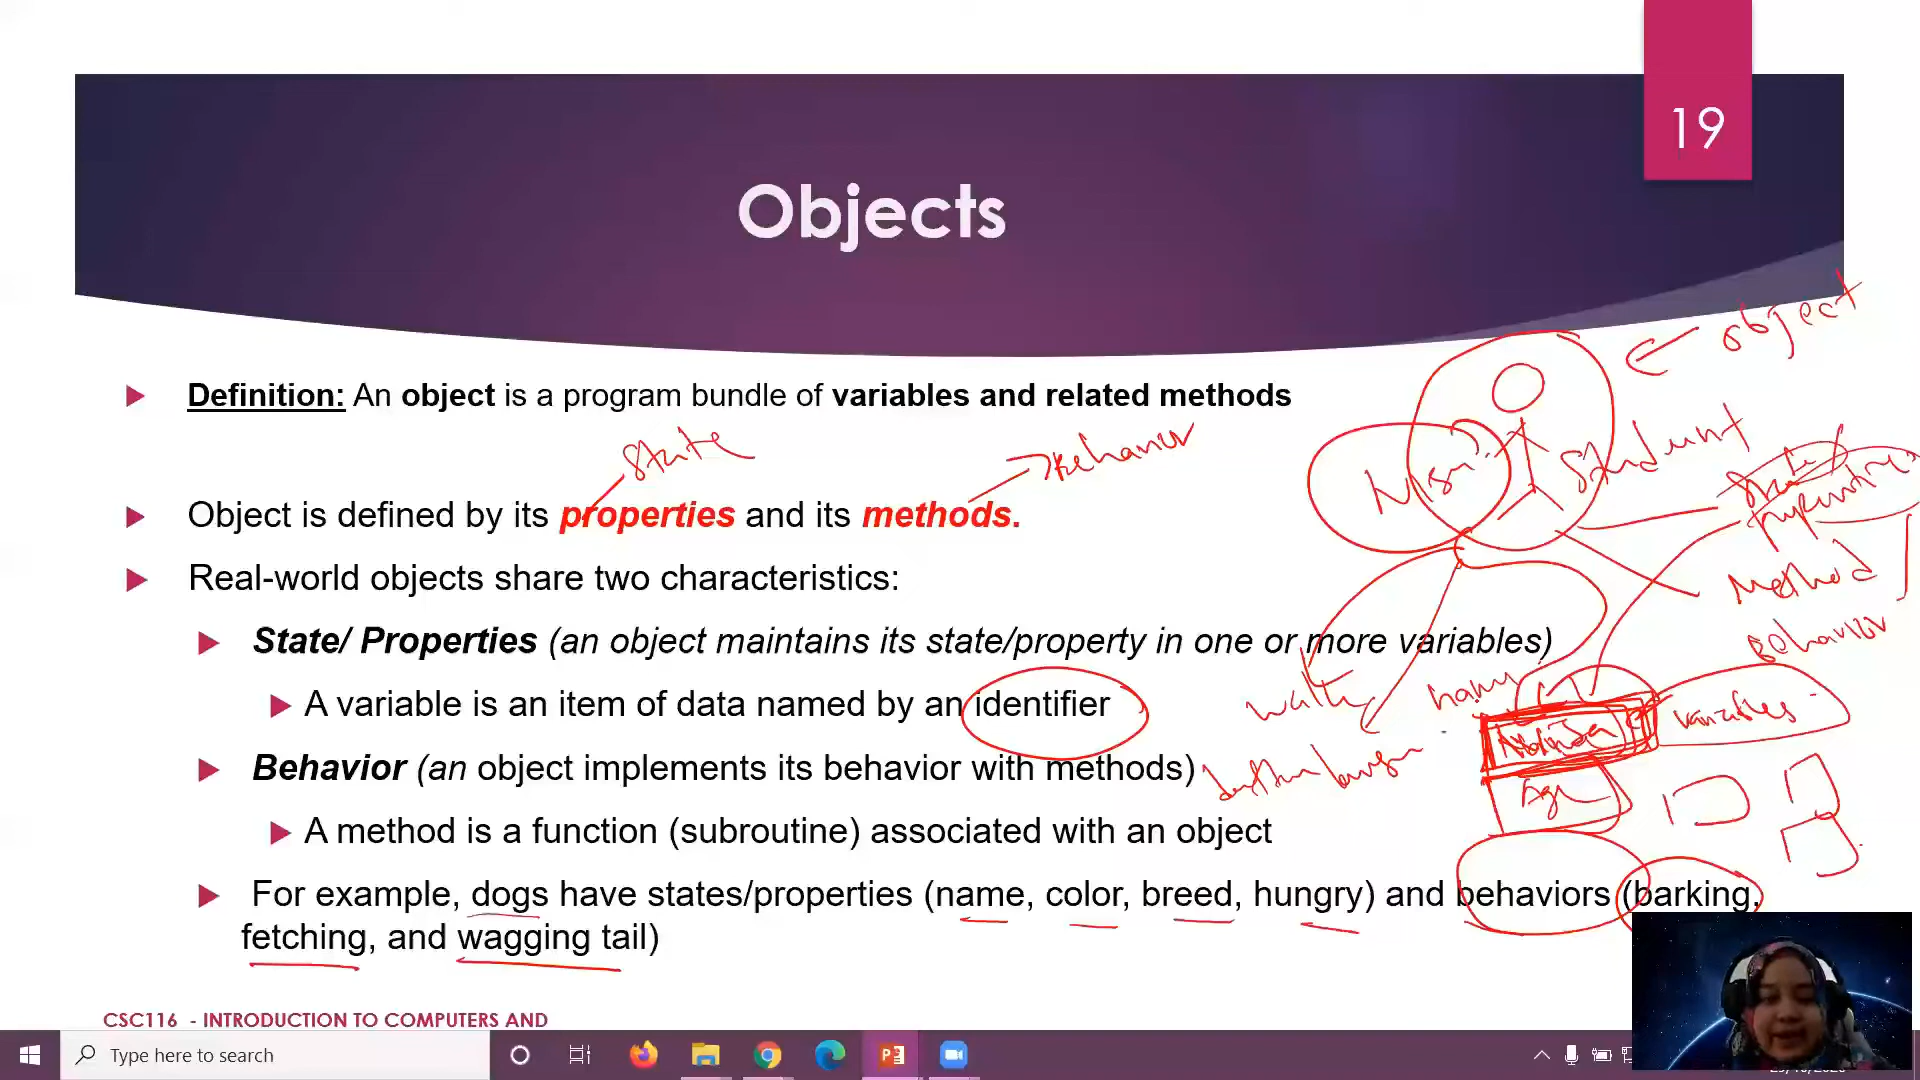 19
Objects
object
Definition: An object is a program bundle of variables and related methods
State
Behavior
Student
Object is defined by its properties and its methods.
Method
Behavior
Real-world objects share two characteristics:
State/ Properties (an object maintains its state/property in one or more variables)
A variable is an item of data named by an identifier
variables
Behavior (an object implements its behavior with methods)
Age
A method is a function (subroutine) associated with an object
For example, dogs have states/properties (name, color, breed, hungry) and behaviors (barking,
fetching, and wagging tail)
CSC116 - INTRODUCTION TO COMPUTERS AND
Type here to search